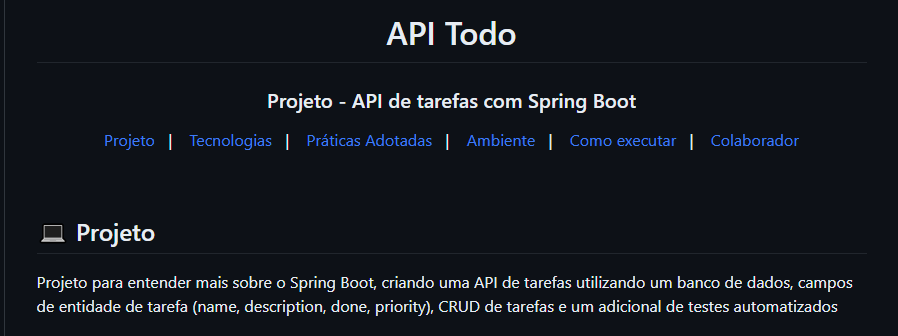 API Todo
Projeto - API de tarefas com Spring Boot
Projeto | Tecnologias | Práticas Adotadas | Ambiente | Como executar | Colaborador
Projeto
Projeto para entender mais sobre o Spring Boot, criando uma API de tarefas utilizando um banco de dados, campos
de entidade de tarefa (name, description, done, priority), CRUD de tarefas e um adicional de testes automatizados